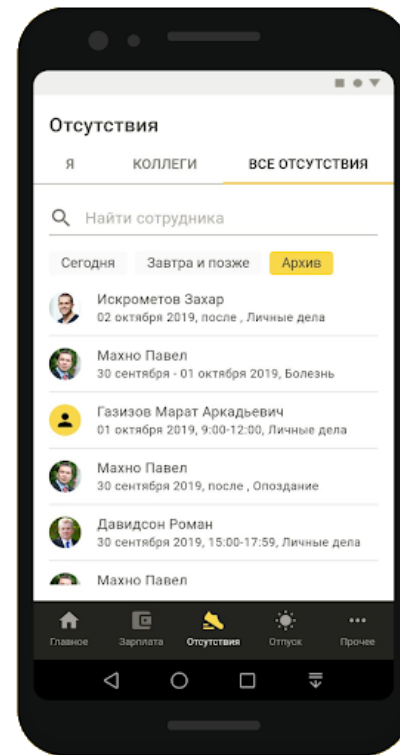 Отсутствия
Я КОЛЛЕГИ ВСЕ ОТСУТСТВИЯ
Найти сотрудника
Сегодня Завтра и позже Архив
Искрометов Захар
02 октября 2019, после , Личные дела
Махно Павел
30 сентября - 01 октября 2019, Болезнь
Газизов Марат Аркадьевич
01 октября 2019, 9:00-12:00, Личные дела
Махно Павел
30 сентября 2019, после , Опоздание
Давидсон Роман
30 сентября 2019, 15:00-17:59, Личные дела
Махно Павел
Главное Зарплата Отсутствия Отпуск Прочее